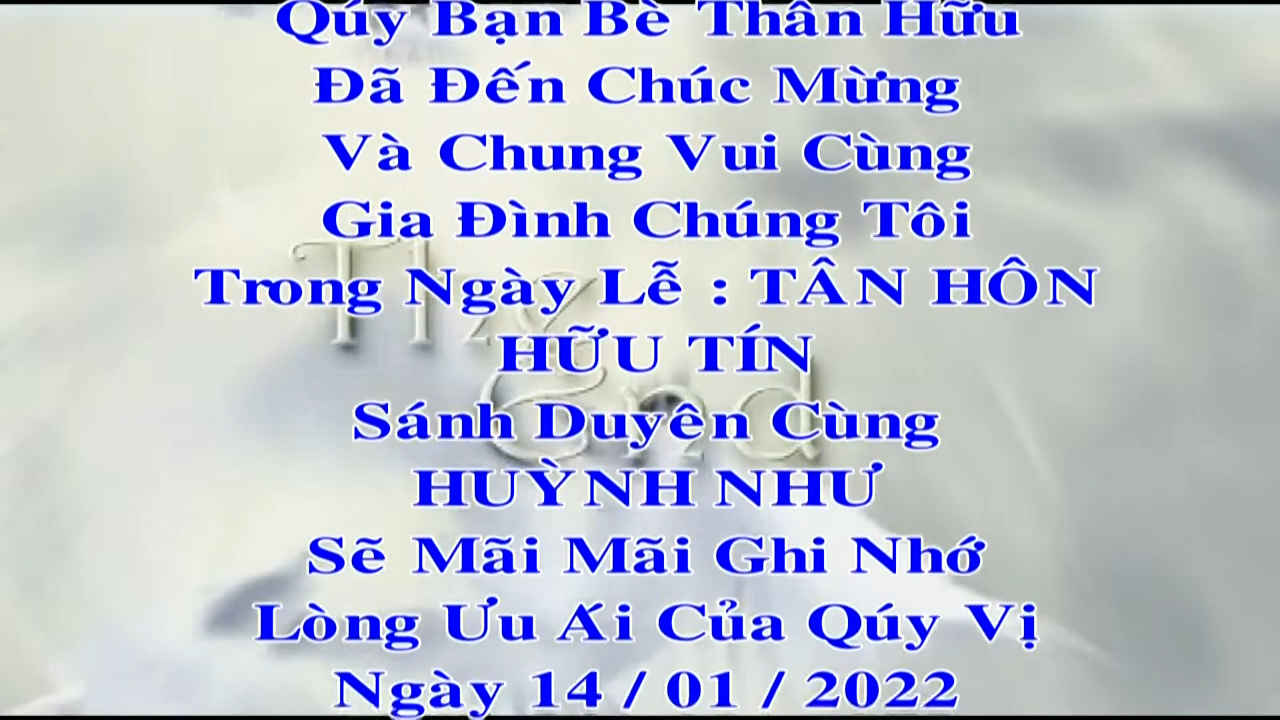 Qúy Bạn Bè Thân Hữu
Đã Đến Chúc Mừng
Và Chung Vui Cùng
Gia Đình Chúng Tôi
Trong Ngày Lễ : TÂN HÔN
HỮU TÍN
Sánh Duyên Cùng
HUỲNH NHƯ
Sẽ Mãi Mãi Ghi Nhớ
Lòng Ưu Ái Của Qúy Vị
Ngày 14 / 01 / 2022
The
End